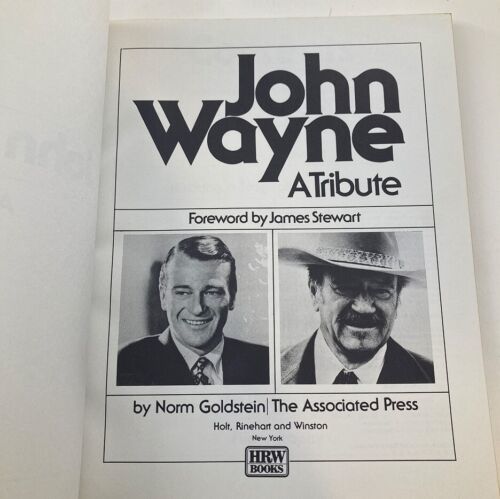 John
Wayne
A Tribute
Foreword by James Stewart
by Norm Goldstein | The Associated Press
Holt, Rinehart and Winston
New York
HRW
BOOKS